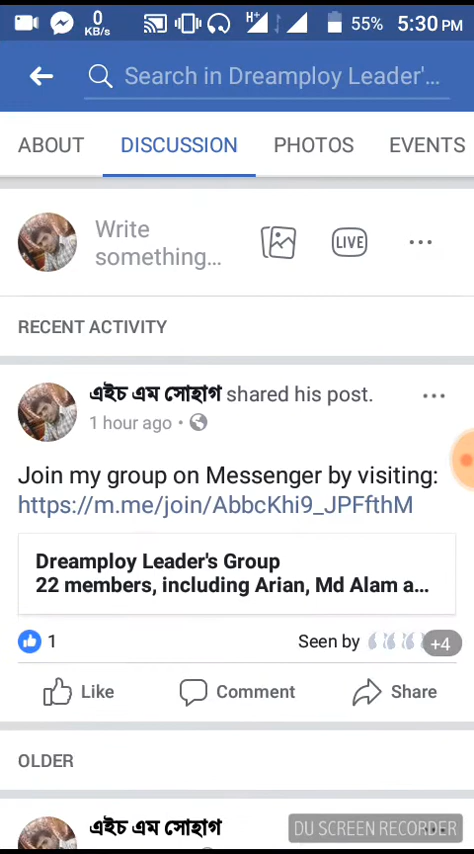 0
KB/s
H+
55%
5:30 PM
Search in Dreamploy Leader'...
ABOUT
DISCUSSION
PHOTOS
EVENTS
Write
something...
LIVE
RECENT ACTIVITY
এইচ এম সোহাগ shared his post.
1 hour ago
Join my group on Messenger by visiting:
https://m.me/join/AbbcKhi9_JPFfthM
Dreamploy Leader's Group
22 members, including Arian, Md Alam a...
1
Seen by
+4
Like
Comment
Share
OLDER
এইচ এম সোহাগ
DU SCREEN RECORDER